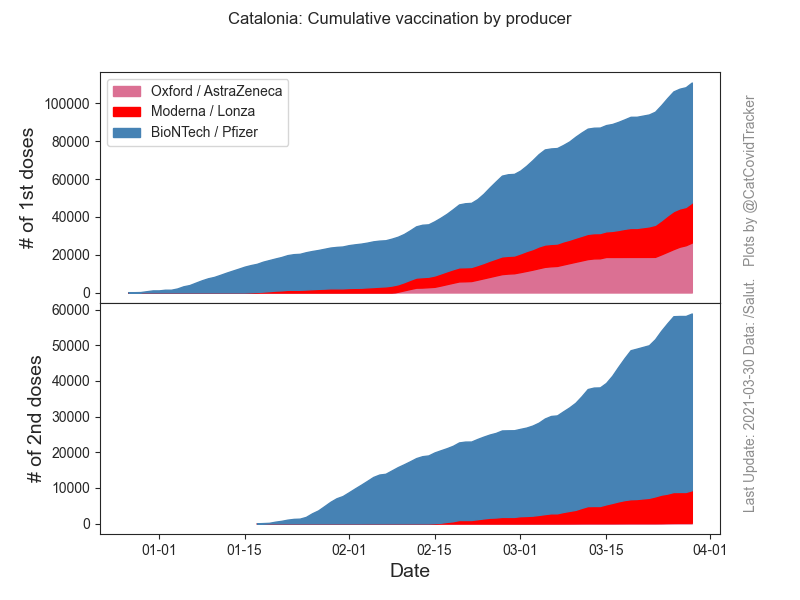 Catalonia: Cumulative vaccination by producer
Oxford / AstraZeneca
Moderna / Lonza
BioNTech / Pfizer
# of 1st doses
100000
80000
60000
40000
20000
0
# of 2nd doses
60000
50000
40000
30000
20000
10000
0
01-01 01-15 02-01 02-15 03-01 03-15 04-01
Date
Last Update: 2021-03-30 Data: /Salut. Plots by @CatCovidTracker